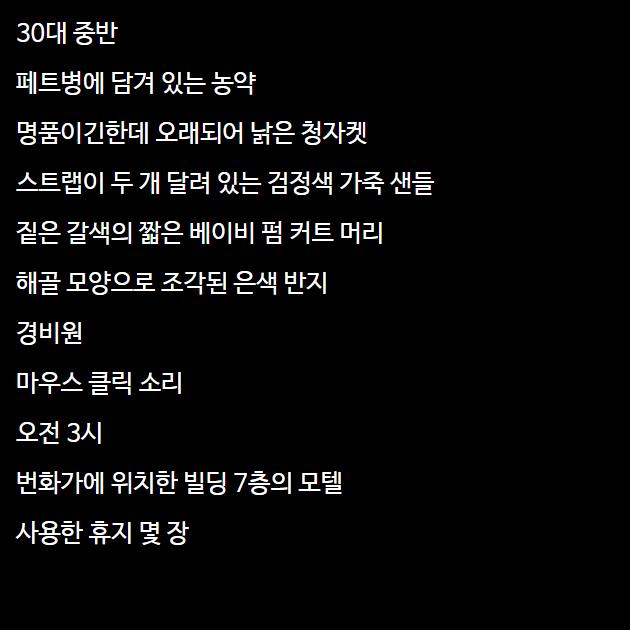 30대 중반
페트병에 담겨 있는 농약
명품이긴한데 오래되어 낡은 청자켓
스트랩이 두 개 달려 있는 검정색 가죽 샌들
짙은 갈색의 짧은 베이비 펌 커트 머리
해골 모양으로 조각된 은색 반지
경비원
마우스 클릭 소리
오전 3시
번화가에 위치한 빌딩 7층의 모텔
사용한 휴지 몇 장